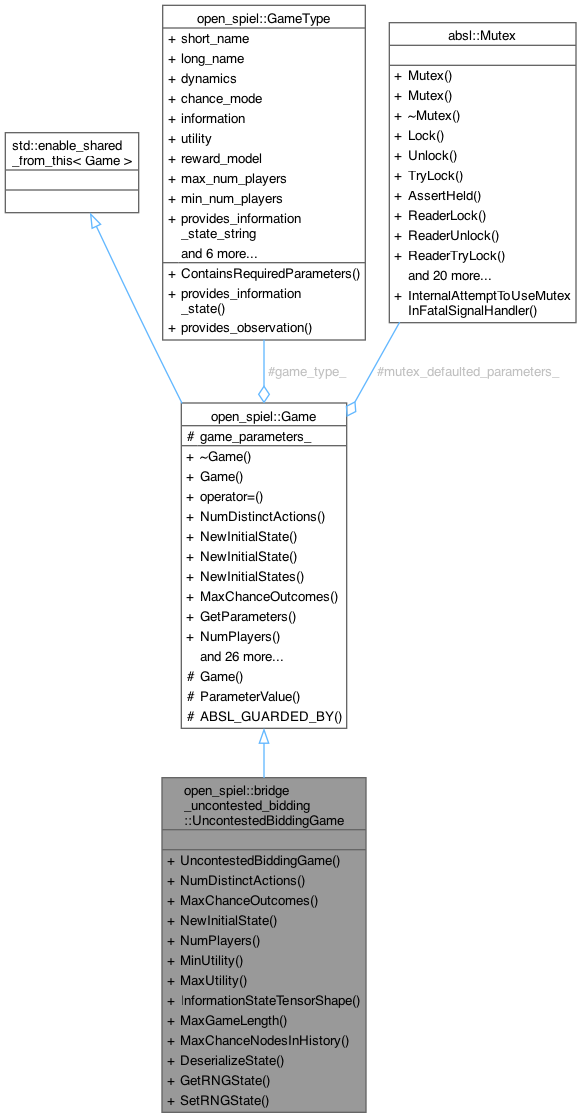 open_spiel::GameType
+ short_name
+ long_name
+ dynamics
+ chance_mode
+ information
+ utility
+ reward_model
+ max_num_players
+ min_num_players
+ provides_information
_state_string
and 6 more...
+ ContainsRequiredParameters()
+ provides_information
_state()
+ provides_observation()
absl::Mutex
+ Mutex()
+ Mutex()
+ ~Mutex()
+ Lock()
+ Unlock()
+ TryLock()
+ AssertHeld()
+ ReaderLock()
+ ReaderUnlock()
+ ReaderTryLock()
and 20 more...
+ InternalAttemptToUseMutex
InFatalSignalHandler()
std::enable_shared
_from_this< Game >
#game_type_
#mutex_defaulted_parameters_
open_spiel::Game
# game_parameters_
+ ~Game()
+ Game()
+ operator=()
+ NumDistinctActions()
+ NewInitialState()
+ NewInitialState()
+ NewInitialStates()
+ MaxChanceOutcomes()
+ GetParameters()
+ NumPlayers()
and 26 more...
# Game()
# ParameterValue()
# ABSL_GUARDED_BY()
open_spiel::bridge
_uncontested_bidding
::UncontestedBiddingGame
+ UncontestedBiddingGame()
+ NumDistinctActions()
+ MaxChanceOutcomes()
+ NewInitialState()
+ NumPlayers()
+ MinUtility()
+ MaxUtility()
+ InformationStateTensorShape()
+ MaxGameLength()
+ MaxChanceNodesInHistory()
+ DeserializeState()
+ GetRNGState()
+ SetRNGState()